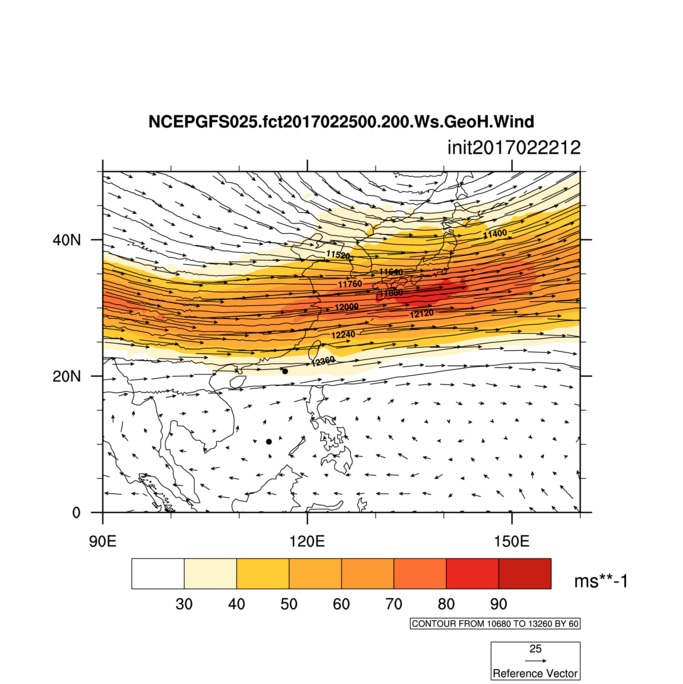 NCEPGFS025.fct2017022500.200.Ws.GeoH.Wind
init2017022212
40N
20N
0
11400
11520
11640
11760
11880
12000
12120
12240
12360
90E 120E 150E
30 40 50 60 70 80 90
ms**-1
CONTOUR FROM 10680 TO 13260 BY 60
25
Reference Vector